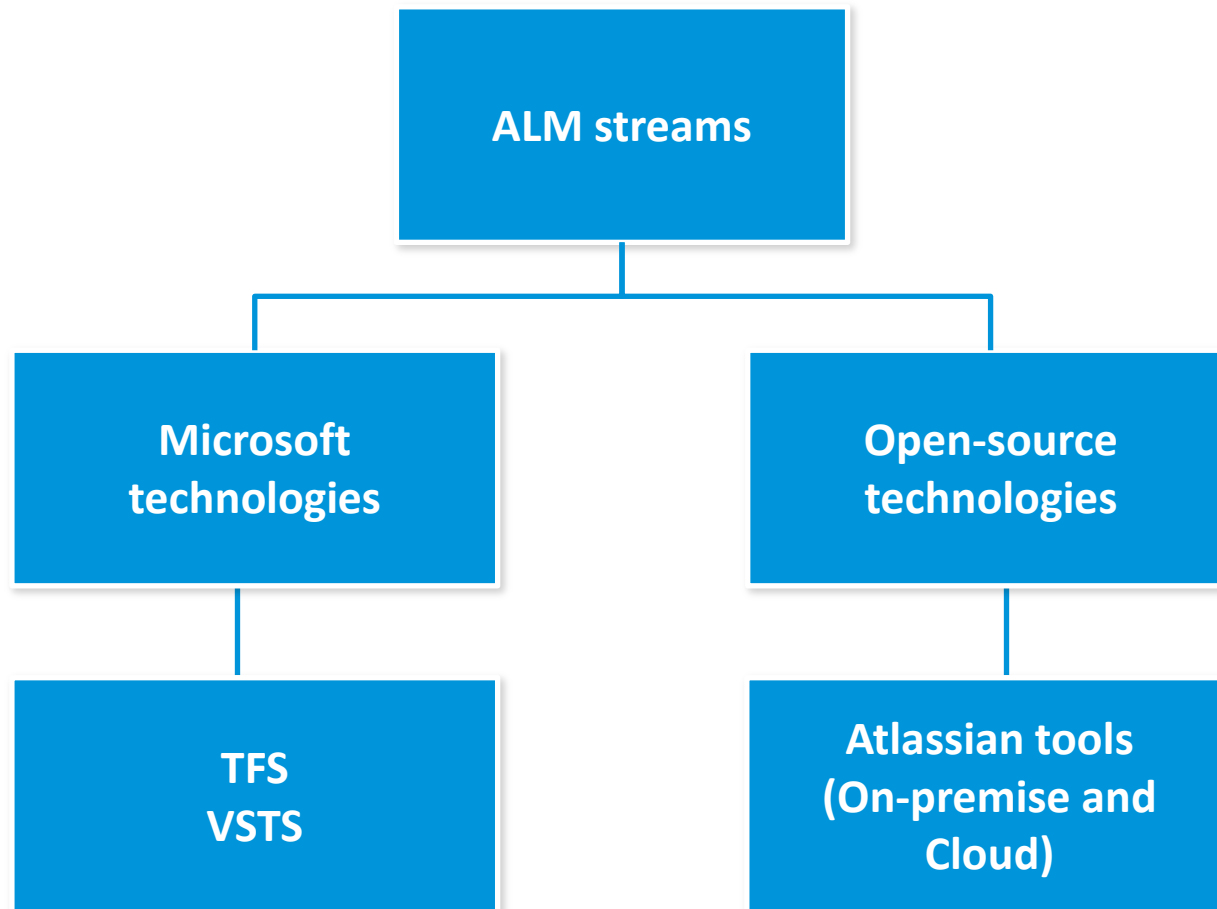 ALM streams
Microsoft
technologies
Open-source
technologies
TFS
VSTS
Atlassian tools
(On-premise and
Cloud)